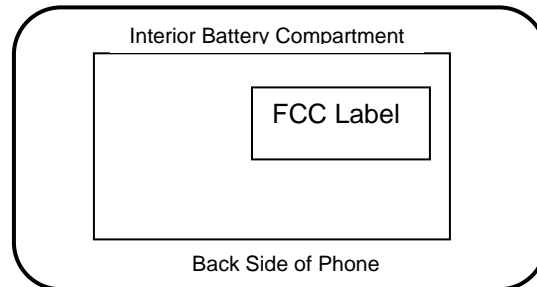 Interior Battery Compartment
FCC Label
Back Side of Phone